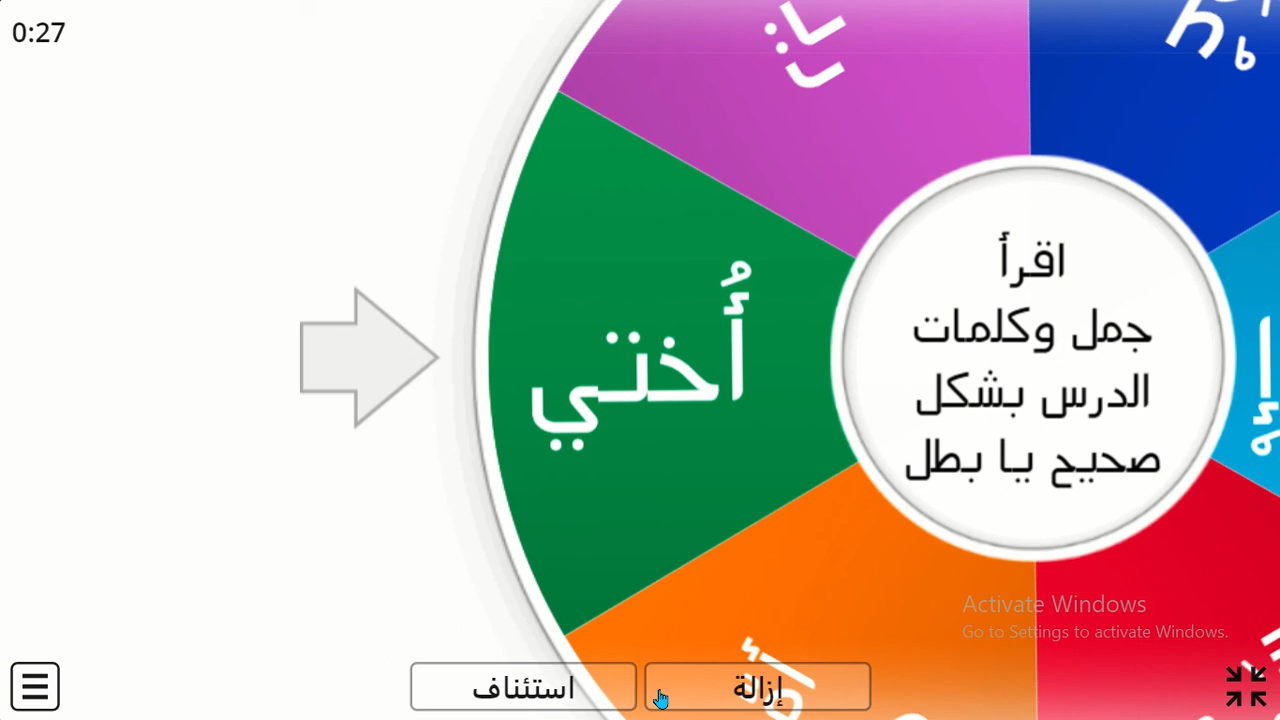 0:27
أُختي
اقرأ
جمل وكلمات
الدرس بشكل
صحيح يا بطل
Activate Windows
Go to Settings to activate Windows.
استئناف
إزالة